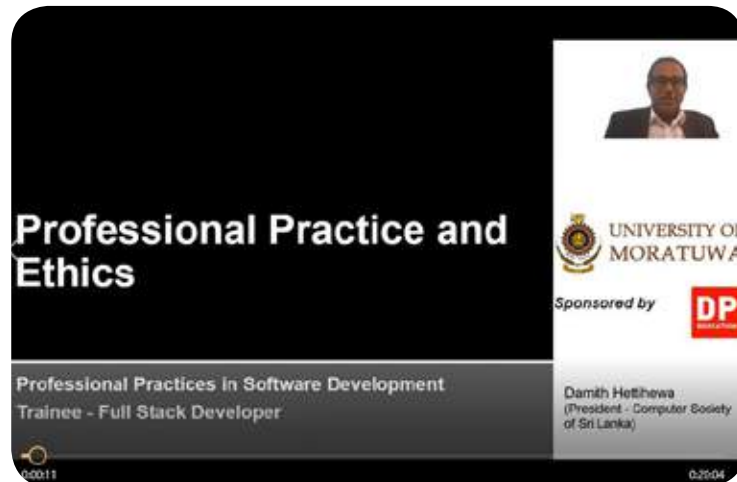 Professional Practice and
Ethics
UNIVERSITY OF
MORATUWA
Sponsored by
DP
EDUCATION
Professional Practices in Software Development
Trainee - Full Stack Developer
Damith Hettihewa
(President - Computer Society
of Sri Lanka)
0:00:11
0:20:04